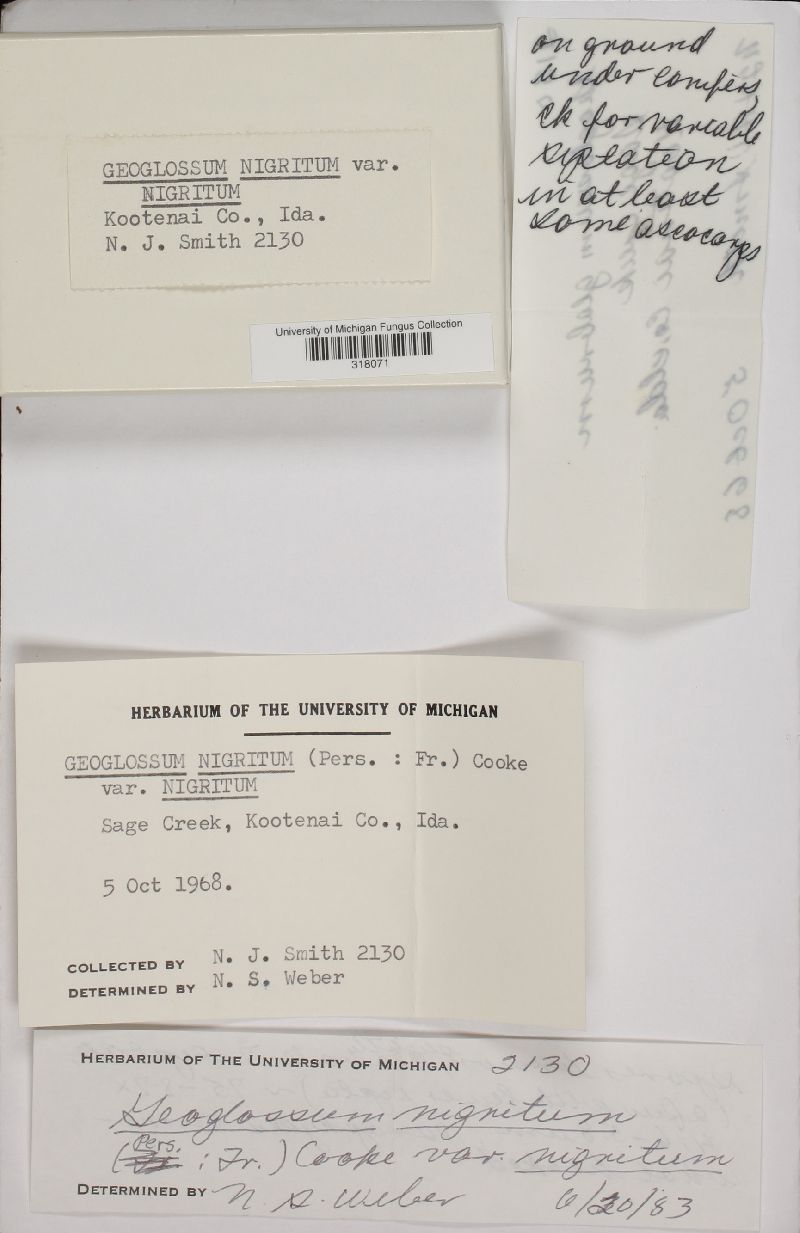 GEOGLOSSUM NIGRITUM var.
NIGRITUM
Kootenai Co., Ida.
N. J. Smith 2130
University of Michigan Fungus Collection
318071
on ground
under conifers,
ck for variable
septation
in at least
some ascocarps
5 Oct 68
HERBARIUM OF THE UNIVERSITY OF MICHIGAN
GEOGLOSSUM NIGRITUM (Pers. : Fr.) Cooke
var. NIGRITUM
Sage Creek, Kootenai Co., Ida.
5 Oct 1968.
COLLECTED BY N. J. Smith 2130
DETERMINED BY N. S. Weber
HERBARIUM OF THE UNIVERSITY OF MICHIGAN 2130
Geoglossum nigritum
(Pers. : Fr.) Cooke var. nigritum
DETERMINED BY N. S. Weber 6/20/83